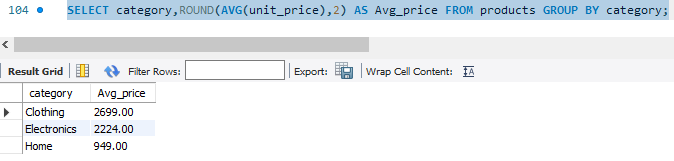 104 SELECT category,ROUND(AVG(unit_price),2) AS Avg_price FROM products GROUP BY category;
Result Grid Filter Rows: Export: Wrap Cell Content: IA
category Avg_price
Clothing 2699.00
Electronics 2224.00
Home 949.00